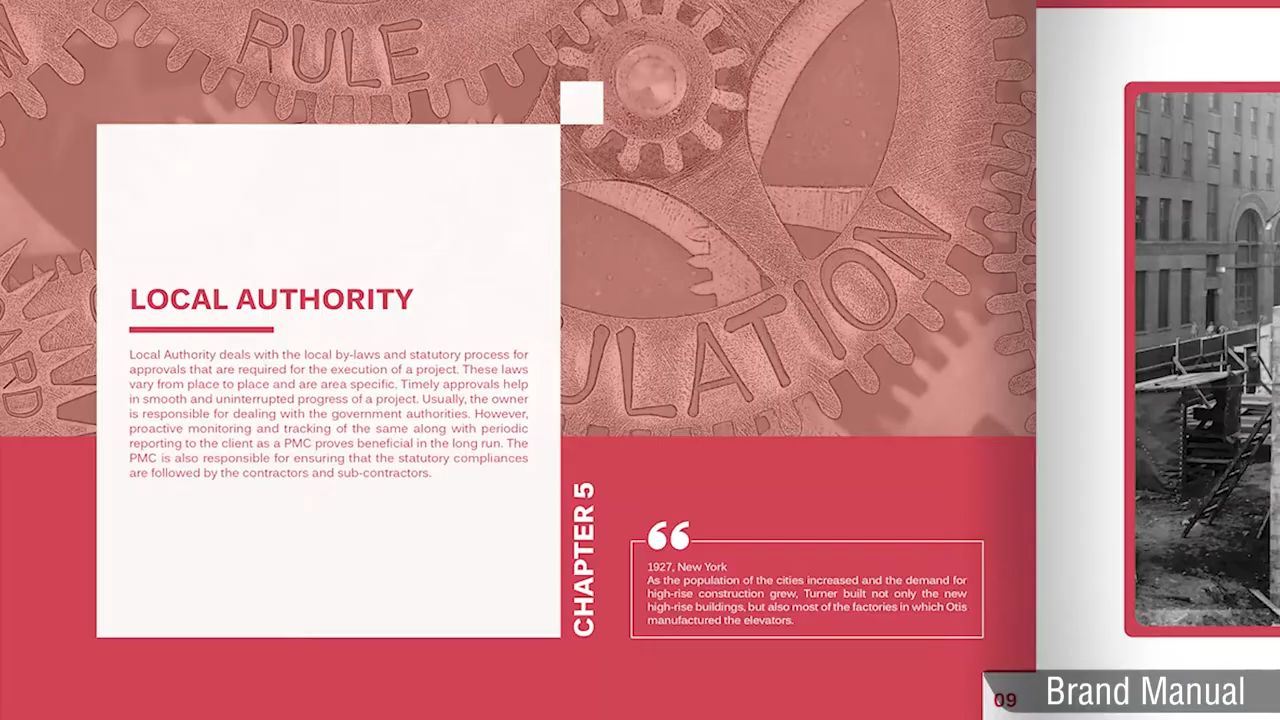 RULE
ULATION
LOCAL AUTHORITY
Local Authority deals with the local by-laws and statutory process for
approvals that are required for the execution of a project. These laws
vary from place to place and are area specific. Timely approvals help
in smooth and uninterrupted progress of a project. Usually, the owner
is responsible for dealing with the government authorities. However,
proactive monitoring and tracking of the same along with periodic
reporting to the client as a PMC proves beneficial in the long run. The
PMC is also responsible for ensuring that the statutory compliances
are followed by the contractors and sub-contractors.
CHAPTER 5
“
1927, New York
As the population of the cities increased and the demand for
high-rise construction grew, Turner built not only the new
high-rise buildings, but also most of the factories in which Otis
manufactured the elevators.
09
Brand Manual